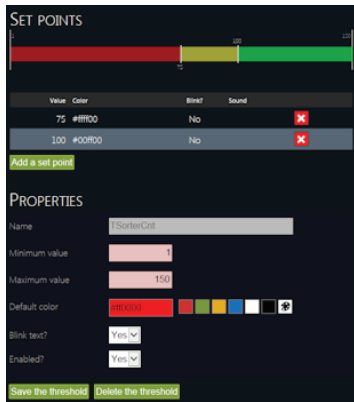 SET POINTS
1 100 150
75
Value Color Blink? Sound
75 #ffff00 No
100 #00ff00 No
Add a set point
PROPERTIES
Name TSorterCnt
Minimum value 1
Maximum value 150
Default color #ff0000
Blink text? Yes
Enabled? Yes
Save the threshold Delete the threshold